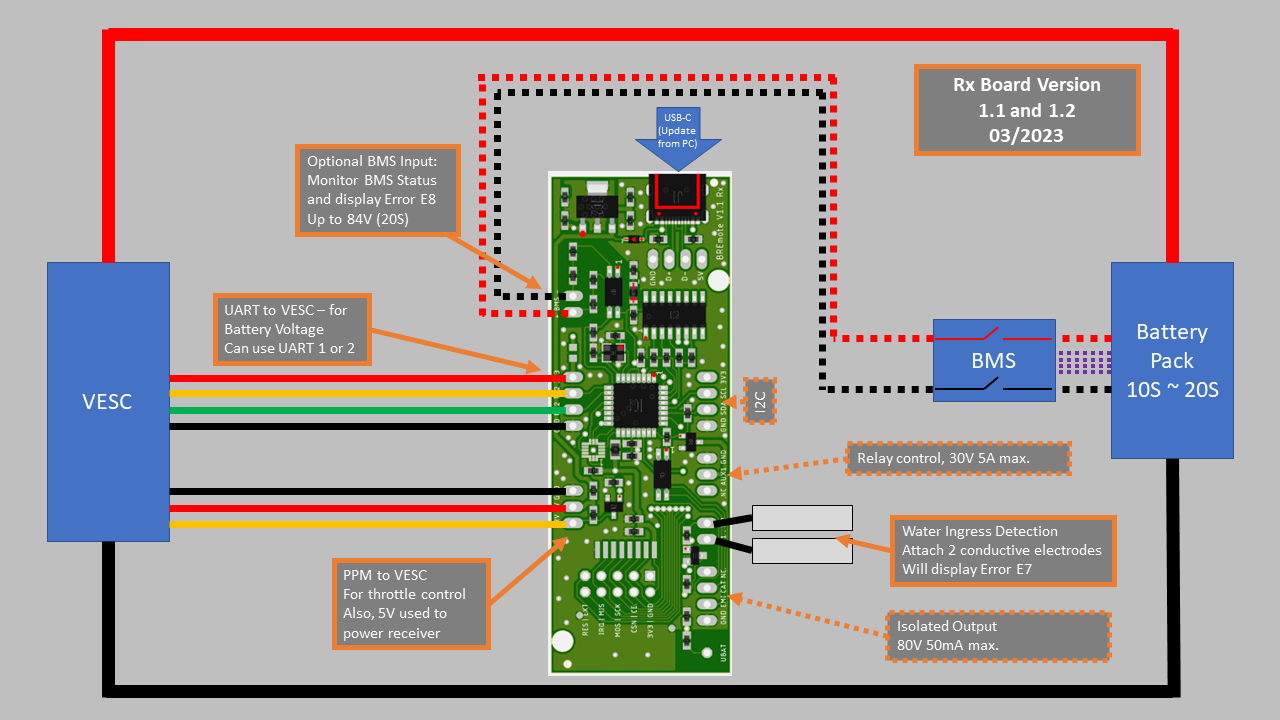 Rx Board Version
1.1 and 1.2
03/2023
USB-C
(Update
from PC)
Optional BMS Input:
Monitor BMS Status
and display Error E8
Up to 84V (20S)
UART to VESC – for
Battery Voltage
Can use UART 1 or 2
VESC
BMS
Battery
Pack
10S ~ 20S
I2C
Relay control, 30V 5A max.
Water Ingress Detection
Attach 2 conductive electrodes
Will display Error E7
PPM to VESC
For throttle control
Also, 5V used to
power receiver
Isolated Output
80V 50mA max.
BREmote V1.1 Rx
GND
D+
D-
5V
BMS
GND SDA SCL 3V3
NC AUX1 GND
GND EMI CAT NC
UBAT
RES | EXT
IRQ | MIS
MOS | SCK
CSN | CE
3V3 | GND